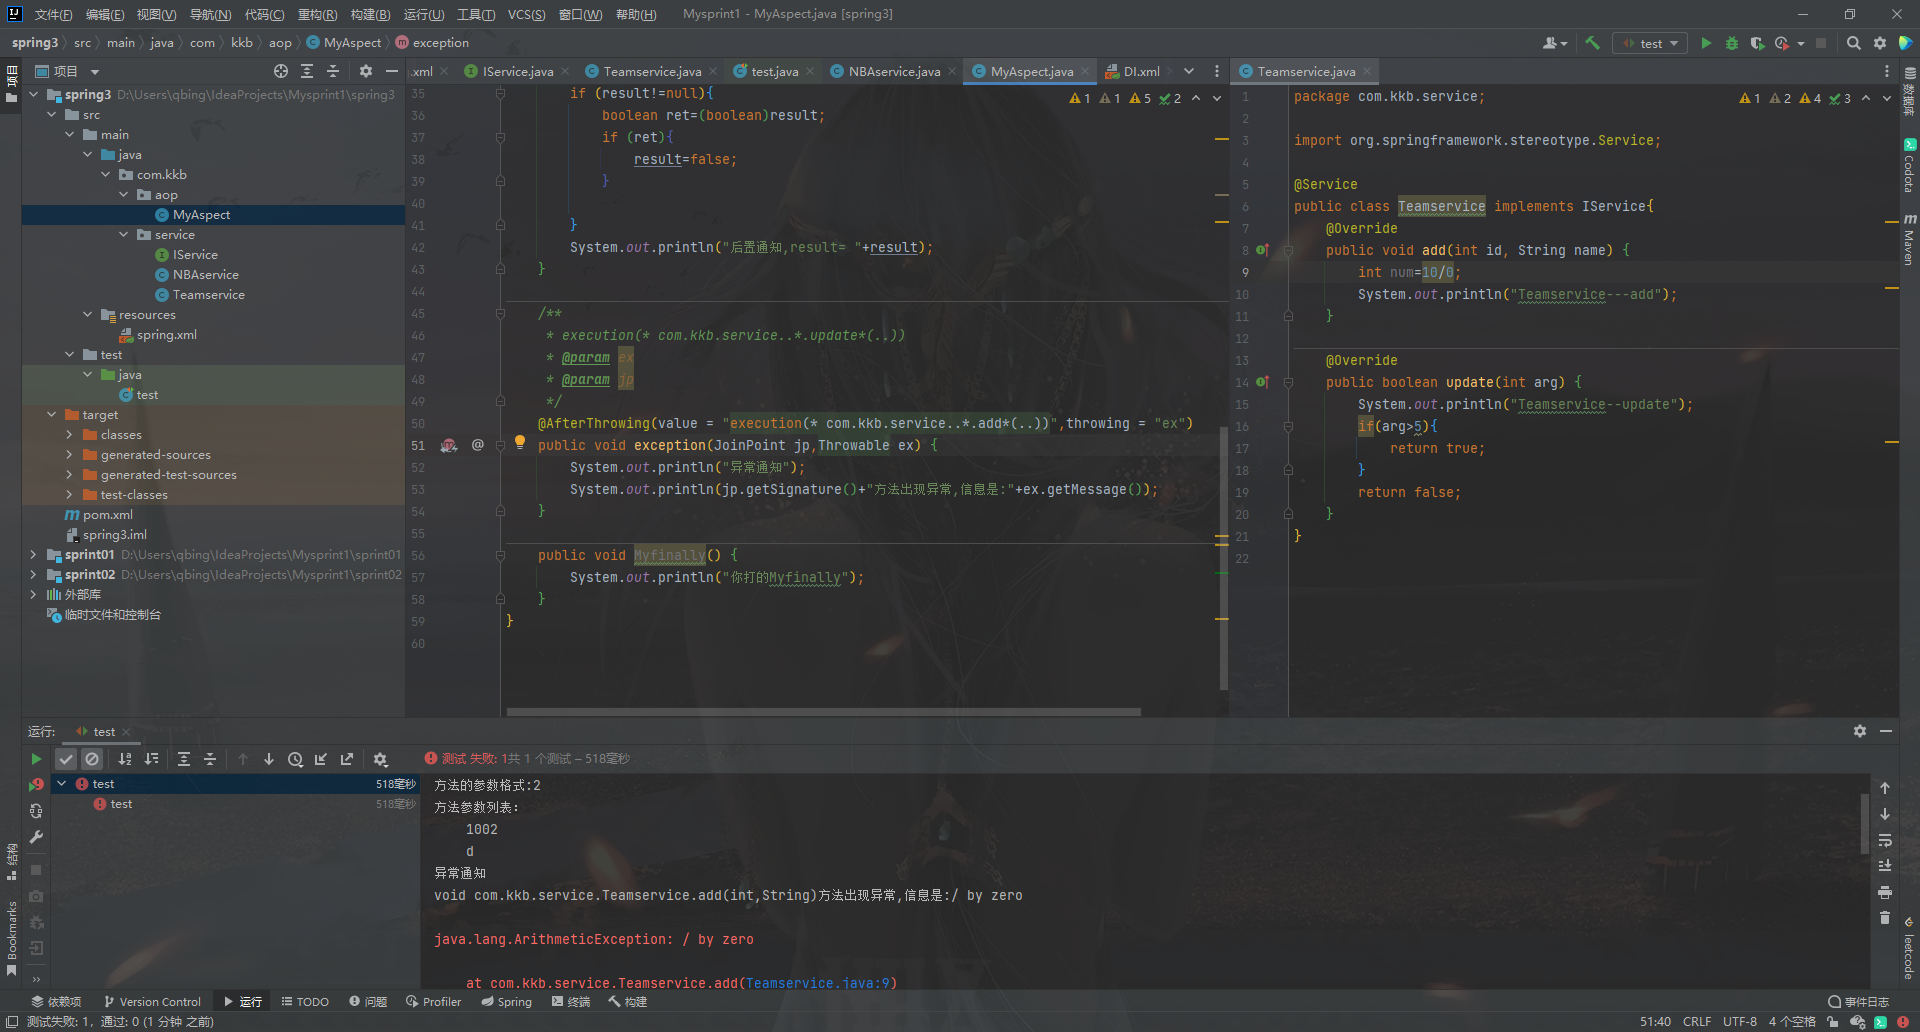 文件(F) 编辑(E) 视图(V) 导航(N) 代码(C) 重构(R) 构建(B) 运行(U) 工具(T) VCS(S) 窗口(W) 帮助(H) Mysprint1 - MyAspect.java [spring3]
spring3 src main java com kkb aop MyAspect exception
test
项目
.xml IService.java Teamservice.java test.java NBAservice.java MyAspect.java DI.xml
Teamservice.java
项目
spring3 D:\Users\qbing\IdeaProjects\Mysprint1\spring3
src
main
java
com.kkb
aop
MyAspect
service
IService
NBAservice
Teamservice
resources
spring.xml
test
java
test
target
classes
generated-sources
generated-test-sources
test-classes
pom.xml
spring3.iml
sprint01 D:\Users\qbing\IdeaProjects\Mysprint1\sprint01
sprint02 D:\Users\qbing\IdeaProjects\Mysprint1\sprint02
外部库
临时文件和控制台
1 1 5 2
35 if (result!=null){
36 boolean ret=(boolean)result;
37 if (ret){
38 result=false;
39 }
40
41 }
42 System.out.println("后置通知,result= "+result);
43 }
44
45 /**
46 * execution(* com.kkb.service..*.update*(..))
47 * @param ex
48 * @param jp
49 */
50 @AfterThrowing(value = "execution(* com.kkb.service..*.add*(..))",throwing = "ex")
51 @ public void exception(JoinPoint jp,Throwable ex) {
52 System.out.println("异常通知");
53 System.out.println(jp.getSignature()+"方法出现异常,信息是:"+ex.getMessage());
54 }
55
56 public void Myfinally() {
57 System.out.println("你打的Myfinally");
58 }
59 }
60
1 2 4 3
1 package com.kkb.service;
2
3 import org.springframework.stereotype.Service;
4
5 @Service
6 public class Teamservice implements IService{
7 @Override
8 public void add(int id, String name) {
9 int num=10/0;
10 System.out.println("Teamservice---add");
11 }
12
13 @Override
14 public boolean update(int arg) {
15 System.out.println("Teamservice--update");
16 if(arg>5){
17 return true;
18 }
19 return false;
20 }
21 }
22
数据库
Codota
Maven
运行: test
测试 失败: 1共 1 个测试 – 518毫秒
test 518毫秒
test 518毫秒
方法的参数格式:2
方法参数列表:
1002
d
异常通知
void com.kkb.service.Teamservice.add(int,String)方法出现异常,信息是:/ by zero
java.lang.ArithmeticException: / by zero
at com.kkb.service.Teamservice.add(Teamservice.java:9)
结构
Bookmarks
leetcode
依赖项 Version Control 运行 TODO 问题 Profiler Spring 终端 构建 事件日志
测试失败: 1, 通过: 0 (1 分钟 之前) 51:40 CRLF UTF-8 4 个空格